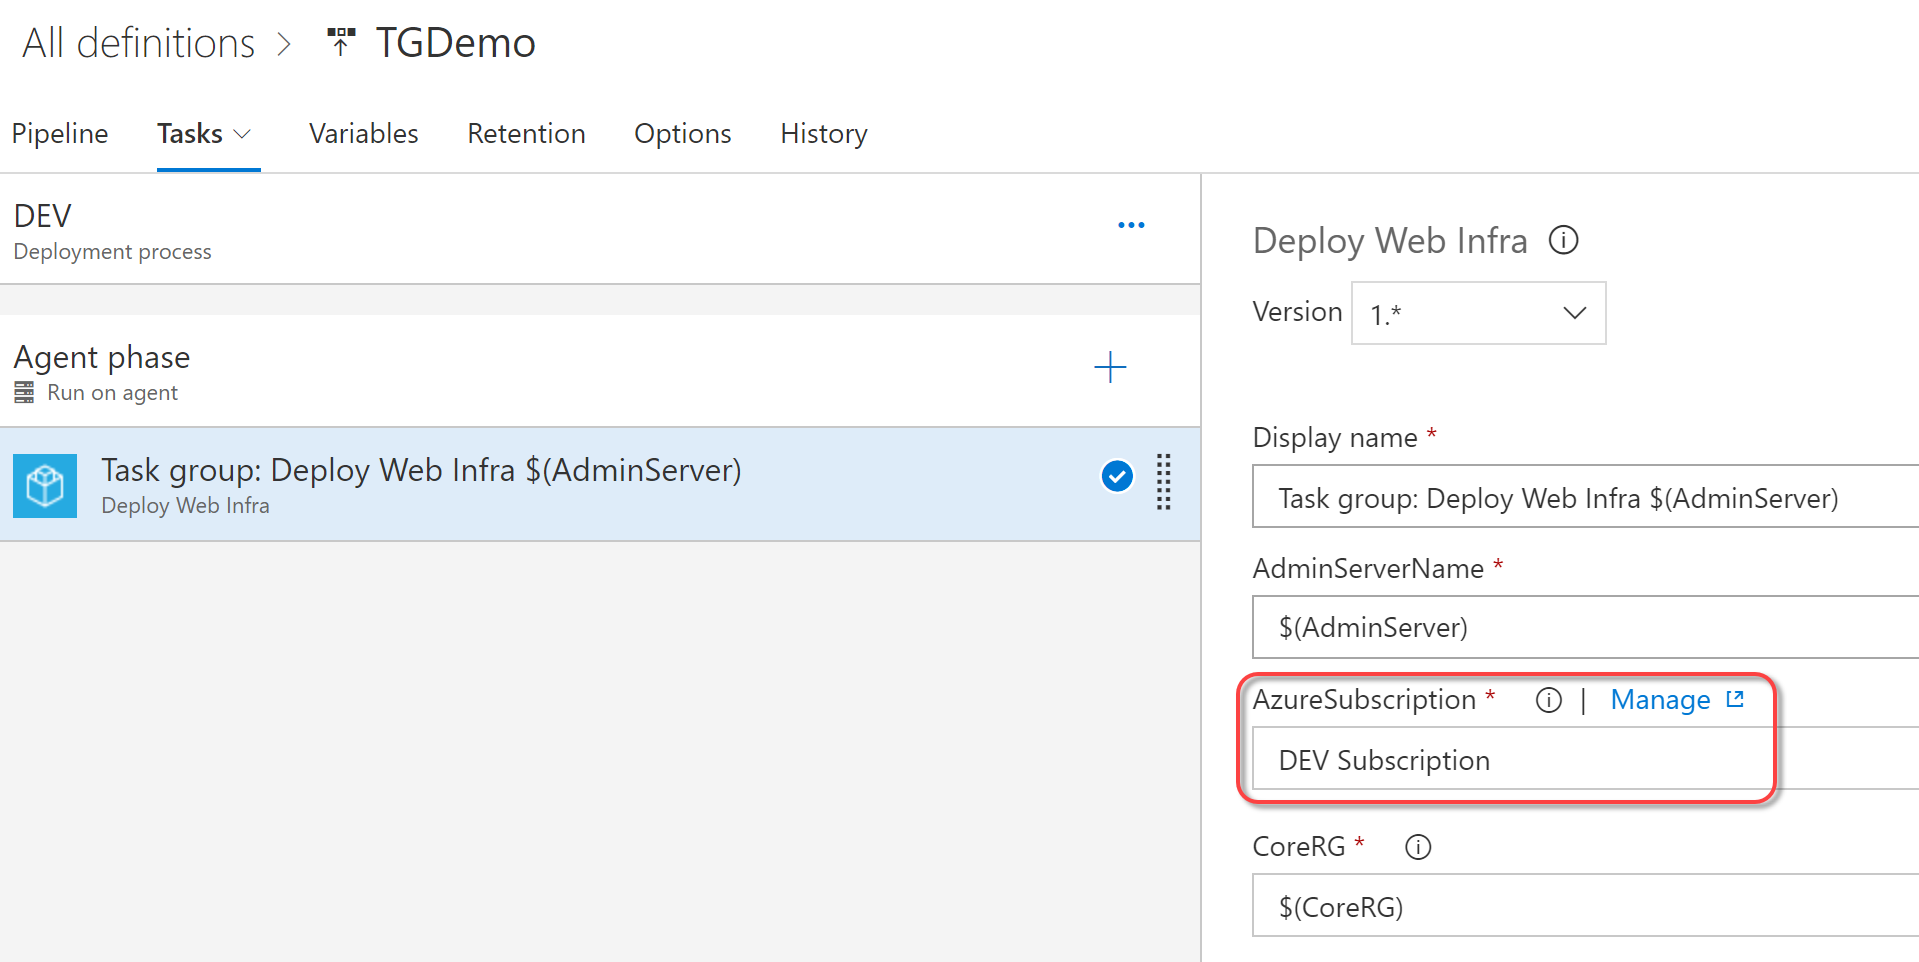 All definitions > TGDemo
Pipeline Tasks Variables Retention Options History
DEV
Deployment process
Agent phase
Run on agent
Task group: Deploy Web Infra $(AdminServer)
Deploy Web Infra
Deploy Web Infra
Version 1.*
Display name *
Task group: Deploy Web Infra $(AdminServer)
AdminServerName *
$(AdminServer)
AzureSubscription * | Manage
DEV Subscription
CoreRG *
$(CoreRG)